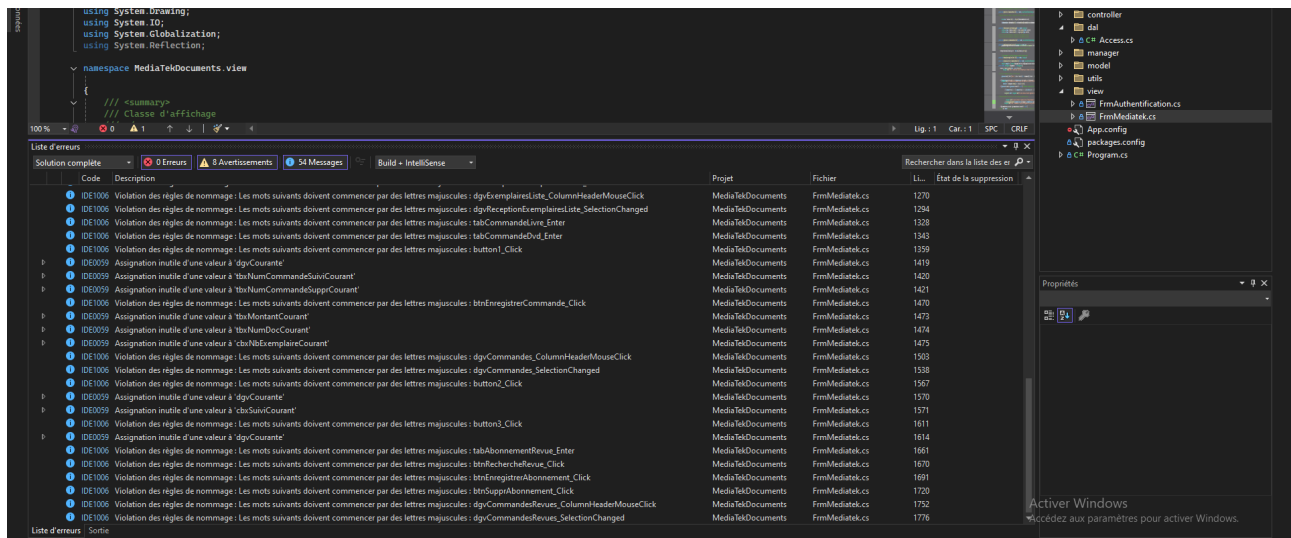 using System.Drawing;
using System.IO;
using System.Globalization;
using System.Reflection;
namespace MediaTekDocuments.view
{
/// <summary>
/// Classe d'affichage
100 % 0 1 Lig. : 1 Car. : 1 SPC CRLF
Liste d'erreurs
Solution complète 0 Erreurs 8 Avertissements 54 Messages Build + IntelliSense Rechercher dans la liste des er
Code Description Projet Fichier Li... État de la suppression
IDE1006 Violation des règles de nommage : Les mots suivants doivent commencer par des lettres majuscules : dgvExemplairesListe_ColumnHeaderMouseClick MediaTekDocuments FrmMediatek.cs 1270
IDE1006 Violation des règles de nommage : Les mots suivants doivent commencer par des lettres majuscules : dgvReceptionExemplairesListe_SelectionChanged MediaTekDocuments FrmMediatek.cs 1294
IDE1006 Violation des règles de nommage : Les mots suivants doivent commencer par des lettres majuscules : tabCommandeLivre_Enter MediaTekDocuments FrmMediatek.cs 1328
IDE1006 Violation des règles de nommage : Les mots suivants doivent commencer par des lettres majuscules : tabCommandeDvd_Enter MediaTekDocuments FrmMediatek.cs 1343
IDE1006 Violation des règles de nommage : Les mots suivants doivent commencer par des lettres majuscules : button1_Click MediaTekDocuments FrmMediatek.cs 1359
IDE0059 Assignation inutile d'une valeur à 'dgvCourante' MediaTekDocuments FrmMediatek.cs 1419
IDE0059 Assignation inutile d'une valeur à 'tbxNumCommandeSuiviCourant' MediaTekDocuments FrmMediatek.cs 1420
IDE0059 Assignation inutile d'une valeur à 'tbxNumCommandeSupprCourant' MediaTekDocuments FrmMediatek.cs 1421
IDE1006 Violation des règles de nommage : Les mots suivants doivent commencer par des lettres majuscules : btnEnregistrerCommande_Click MediaTekDocuments FrmMediatek.cs 1470
IDE0059 Assignation inutile d'une valeur à 'tbxMontantCourant' MediaTekDocuments FrmMediatek.cs 1473
IDE0059 Assignation inutile d'une valeur à 'tbxNumDocCourant' MediaTekDocuments FrmMediatek.cs 1474
IDE0059 Assignation inutile d'une valeur à 'cbxNbExemplaireCourant' MediaTekDocuments FrmMediatek.cs 1475
IDE1006 Violation des règles de nommage : Les mots suivants doivent commencer par des lettres majuscules : dgvCommandes_ColumnHeaderMouseClick MediaTekDocuments FrmMediatek.cs 1503
IDE1006 Violation des règles de nommage : Les mots suivants doivent commencer par des lettres majuscules : dgvCommandes_SelectionChanged MediaTekDocuments FrmMediatek.cs 1538
IDE1006 Violation des règles de nommage : Les mots suivants doivent commencer par des lettres majuscules : button2_Click MediaTekDocuments FrmMediatek.cs 1567
IDE0059 Assignation inutile d'une valeur à 'dgvCourante' MediaTekDocuments FrmMediatek.cs 1570
IDE0059 Assignation inutile d'une valeur à 'cbxSuiviCourant' MediaTekDocuments FrmMediatek.cs 1571
IDE1006 Violation des règles de nommage : Les mots suivants doivent commencer par des lettres majuscules : button3_Click MediaTekDocuments FrmMediatek.cs 1611
IDE0059 Assignation inutile d'une valeur à 'dgvCourante' MediaTekDocuments FrmMediatek.cs 1614
IDE1006 Violation des règles de nommage : Les mots suivants doivent commencer par des lettres majuscules : tabAbonnementRevue_Enter MediaTekDocuments FrmMediatek.cs 1661
IDE1006 Violation des règles de nommage : Les mots suivants doivent commencer par des lettres majuscules : btnRechercheRevue_Click MediaTekDocuments FrmMediatek.cs 1670
IDE1006 Violation des règles de nommage : Les mots suivants doivent commencer par des lettres majuscules : btnEnregistrerAbonnement_Click MediaTekDocuments FrmMediatek.cs 1691
IDE1006 Violation des règles de nommage : Les mots suivants doivent commencer par des lettres majuscules : btnSupprAbonnement_Click MediaTekDocuments FrmMediatek.cs 1720
IDE1006 Violation des règles de nommage : Les mots suivants doivent commencer par des lettres majuscules : dgvCommandesRevues_ColumnHeaderMouseClick MediaTekDocuments FrmMediatek.cs 1752
IDE1006 Violation des règles de nommage : Les mots suivants doivent commencer par des lettres majuscules : dgvCommandesRevues_SelectionChanged MediaTekDocuments FrmMediatek.cs 1776
Liste d'erreurs Sortie
controller
dal
C# Access.cs
manager
model
utils
view
FrmAuthentification.cs
FrmMediatek.cs
App.config
packages.config
C# Program.cs
Propriétés
Activer Windows
Accédez aux paramètres pour activer Windows.